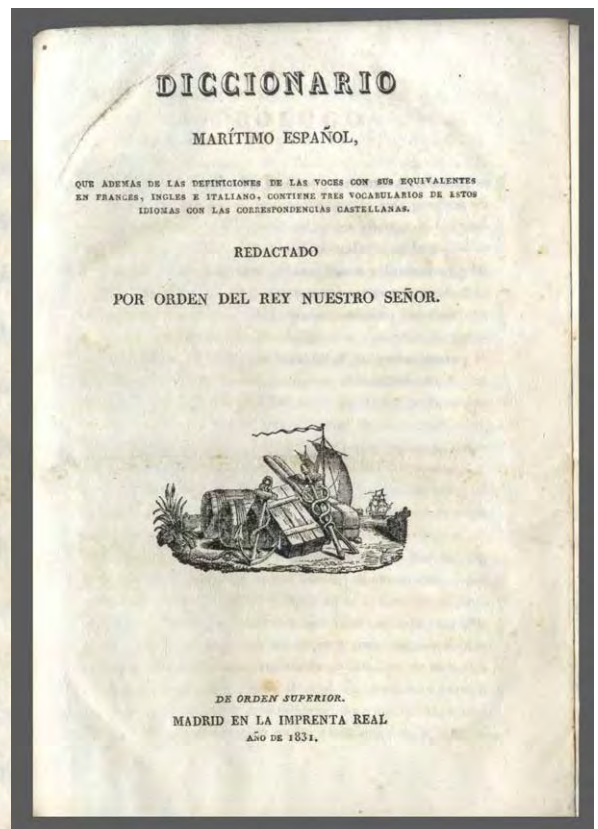 DICCIONARIO
MARÍTIMO ESPAÑOL,
QUE ADEMAS DE LAS DEFINICIONES DE LAS VOCES CON SUS EQUIVALENTES
EN FRANCES, INGLES E ITALIANO, CONTIENE TRES VOCABULARIOS DE ESTOS
IDIOMAS CON LAS CORRESPONDENCIAS CASTELLANAS.
REDACTADO
POR ORDEN DEL REY NUESTRO SEÑOR.
DE ORDEN SUPERIOR.
MADRID EN LA IMPRENTA REAL
AÑO DE 1831.